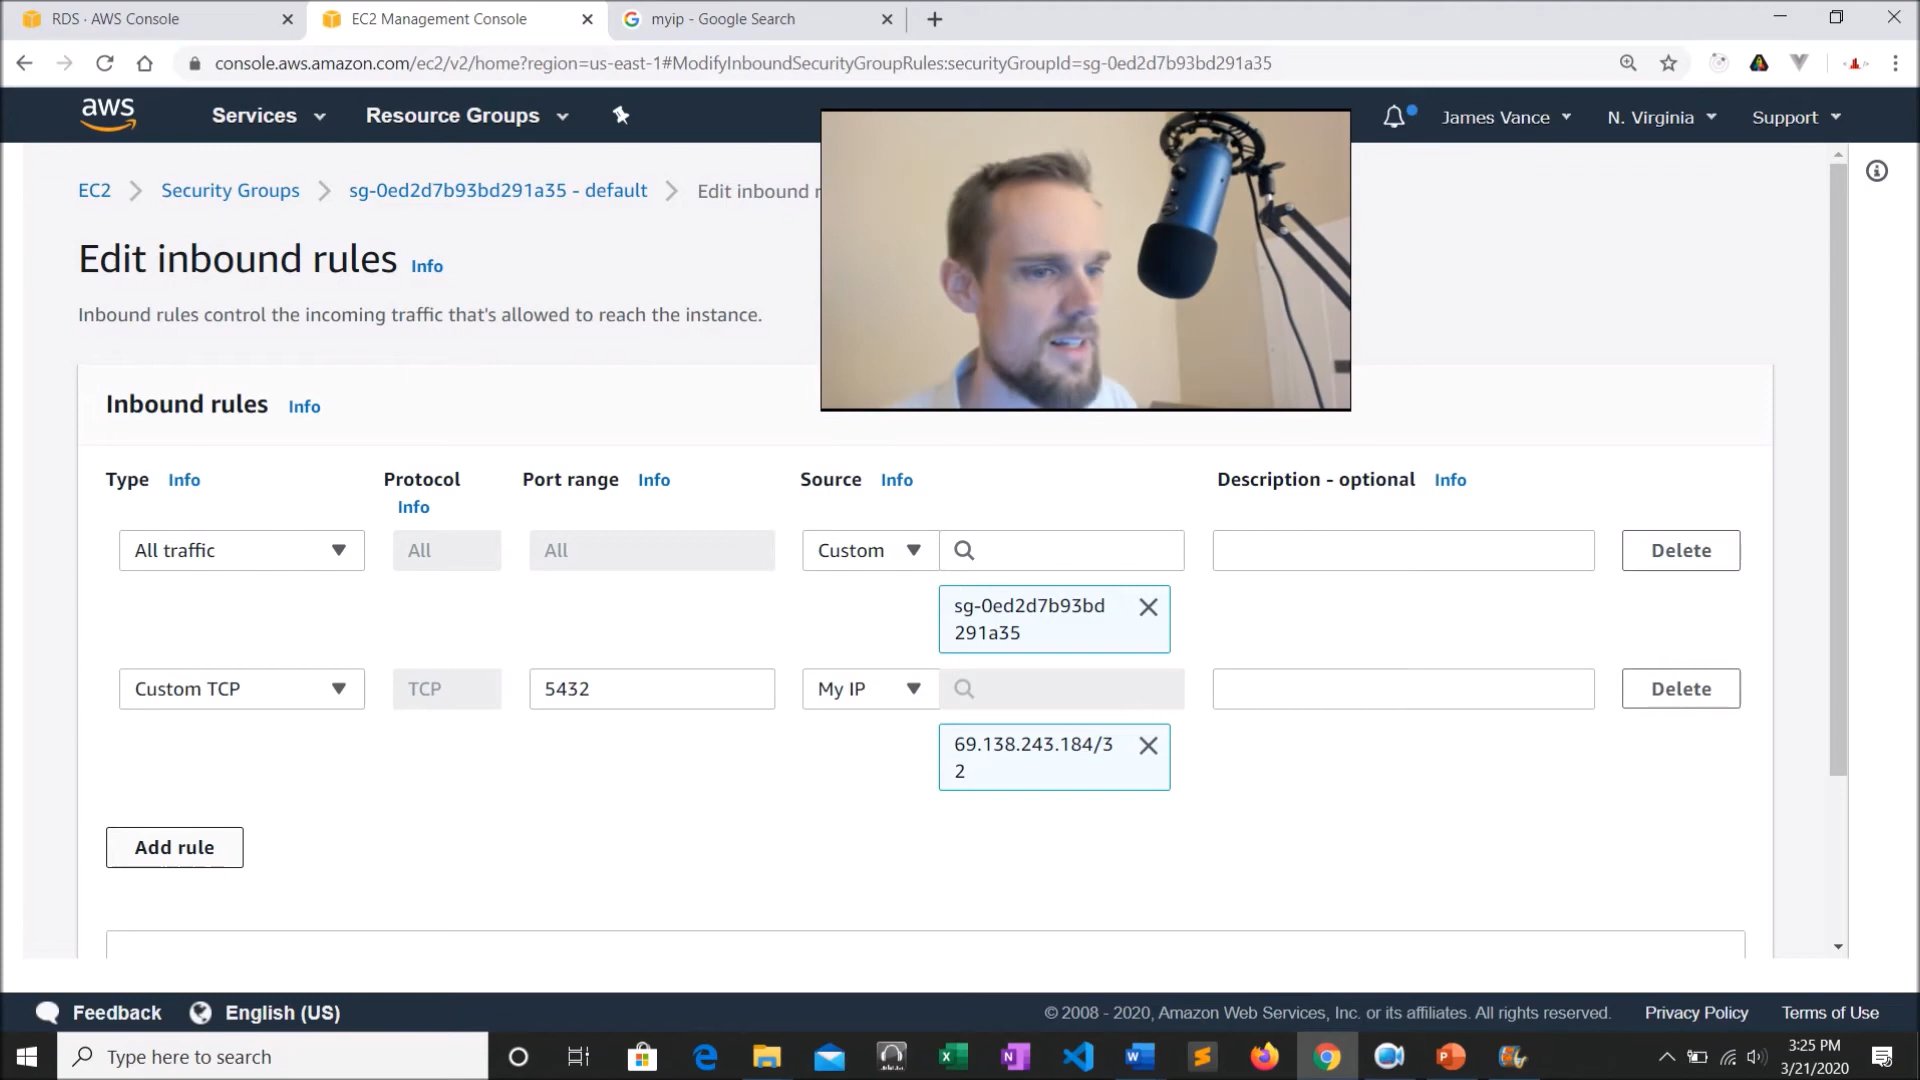 RDS · AWS Console
EC2 Management Console
myip - Google Search
console.aws.amazon.com/ec2/v2/home?region=us-east-1#ModifyInboundSecurityGroupRules:securityGroupId=sg-0ed2d7b93bd291a35
aws Services Resource Groups James Vance N. Virginia Support
EC2 Security Groups sg-0ed2d7b93bd291a35 - default Edit inbound r
Edit inbound rules Info
Inbound rules control the incoming traffic that's allowed to reach the instance.
Inbound rules Info
Type Info Protocol Port range Info Source Info Description - optional Info
Info
All traffic All All Custom Delete
sg-0ed2d7b93bd
291a35
Custom TCP TCP 5432 My IP Delete
69.138.243.184/3
2
Add rule
Feedback English (US) © 2008 - 2020, Amazon Web Services, Inc. or its affiliates. All rights reserved. Privacy Policy Terms of Use
Type here to search
3:25 PM
3/21/2020